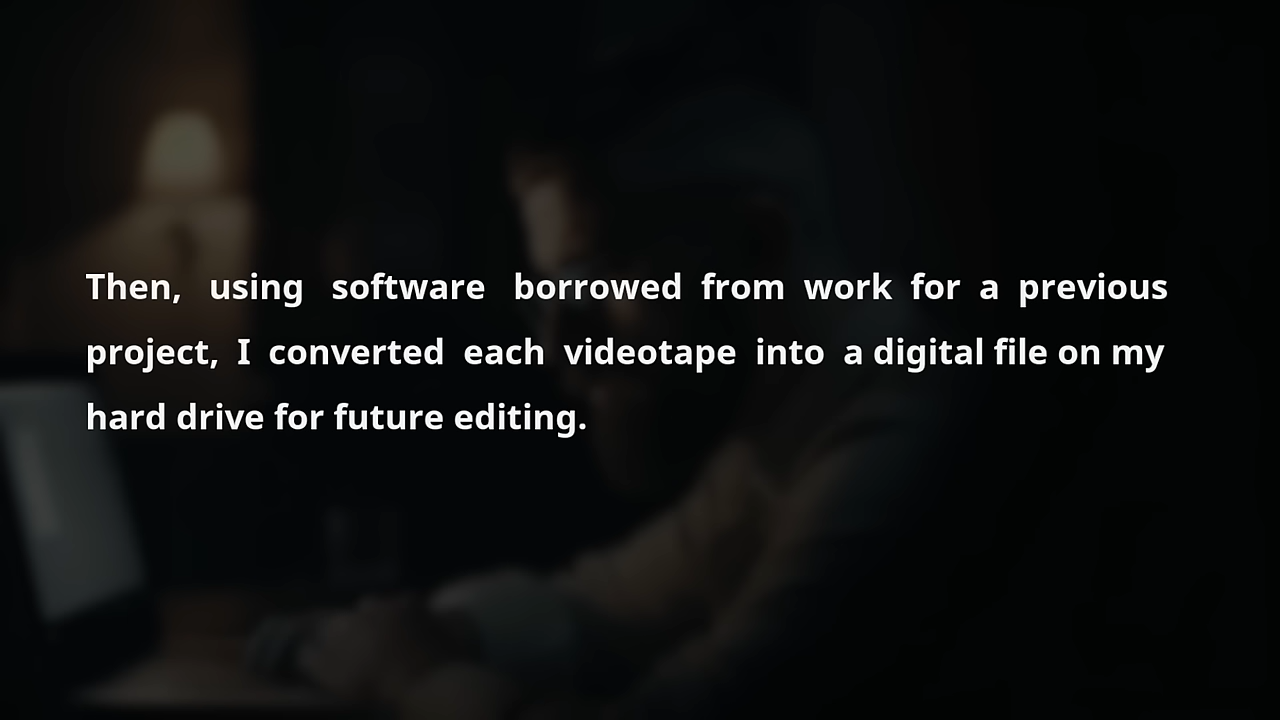 Then, using software borrowed from work for a previous
project, I converted each videotape into a digital file on my
hard drive for future editing.